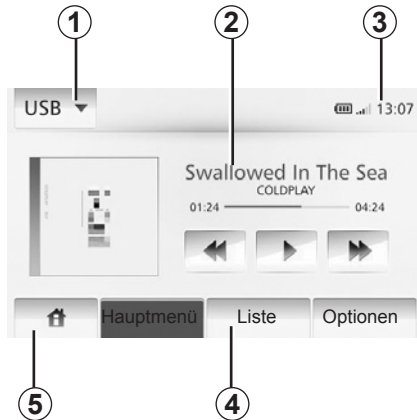 1 2 3
USB 13:07
Swallowed In The Sea
COLDPLAY
01:24 04:24
Hauptmenü Liste Optionen
5 4